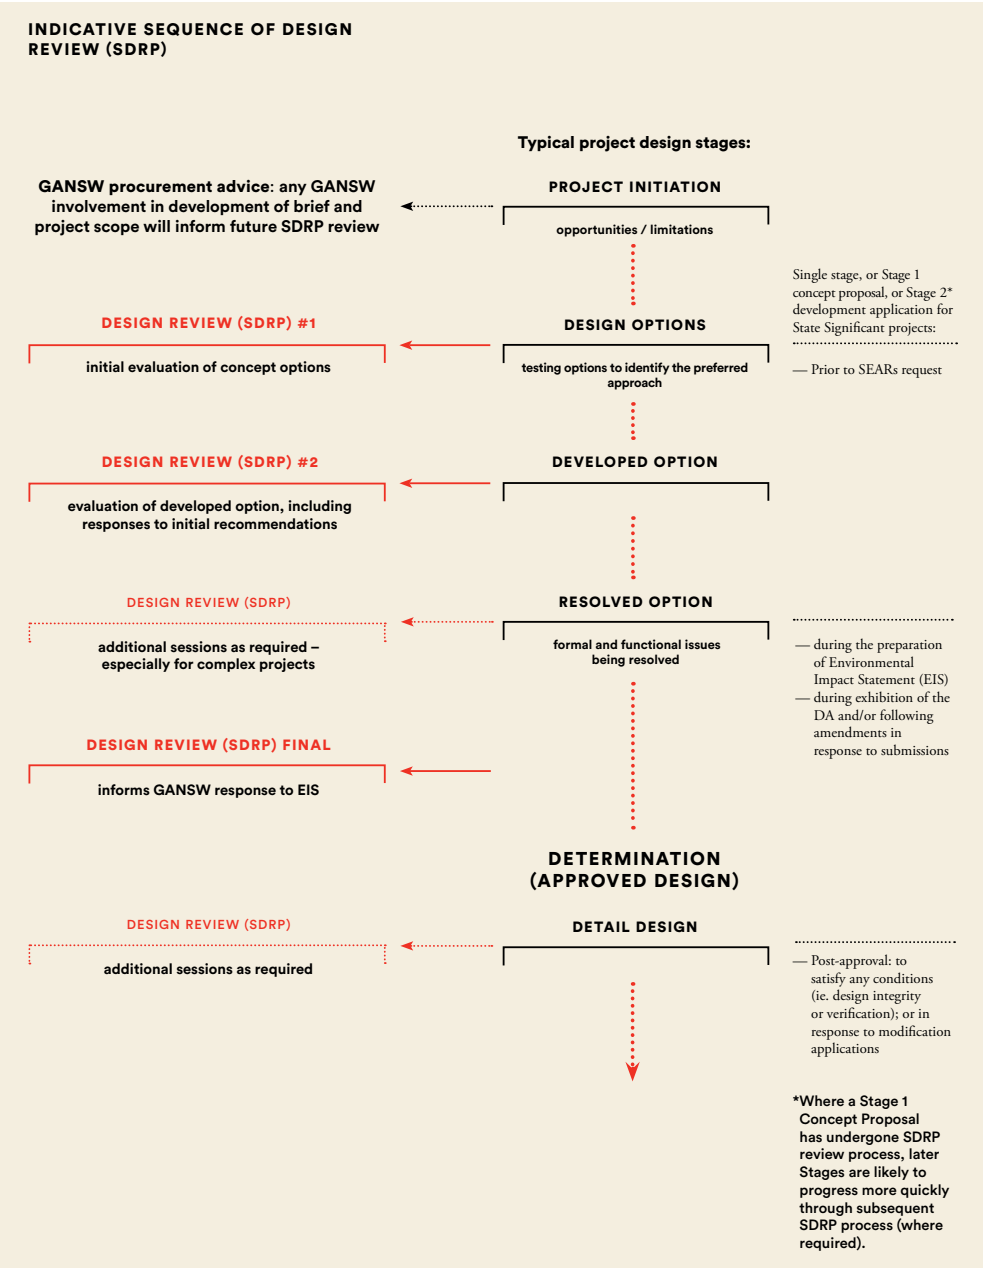 INDICATIVE SEQUENCE OF DESIGN
REVIEW (SDRP)
Typical project design stages:
GANSW procurement advice: any GANSW
involvement in development of brief and
project scope will inform future SDRP review
PROJECT INITIATION
opportunities / limitations
Single stage, or Stage 1
concept proposal, or Stage 2*
development application for
State Significant projects:
DESIGN REVIEW (SDRP) #1
initial evaluation of concept options
DESIGN OPTIONS
testing options to identify the preferred
approach
— Prior to SEARs request
DESIGN REVIEW (SDRP) #2
evaluation of developed option, including
responses to initial recommendations
DEVELOPED OPTION
DESIGN REVIEW (SDRP)
additional sessions as required –
especially for complex projects
RESOLVED OPTION
formal and functional issues
being resolved
— during the preparation
of Environmental
Impact Statement (EIS)
— during exhibition of the
DA and/or following
amendments in
response to submissions
DESIGN REVIEW (SDRP) FINAL
informs GANSW response to EIS
DETERMINATION
(APPROVED DESIGN)
DESIGN REVIEW (SDRP)
additional sessions as required
DETAIL DESIGN
— Post-approval: to
satisfy any conditions
(ie. design integrity
or verification); or in
response to modification
applications
*Where a Stage 1
Concept Proposal
has undergone SDRP
review process, later
Stages are likely to
progress more quickly
through subsequent
SDRP process (where
required).